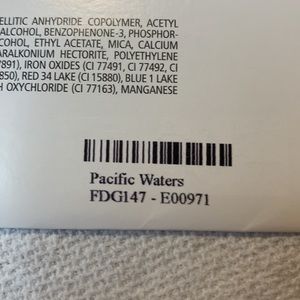 ELLITIC ANHYDRIDE COPOLYMER, ACETYL
ALCOHOL, BENZOPHENONE-3, PHOSPHOR-
COHOL, ETHYL ACETATE, MICA, CALCIUM
ARALKONIUM HECTORITE, POLYETHYLENE
7891), IRON OXIDES (CI 77491, CI 77492, CI
850), RED 34 LAKE (CI 15880), BLUE 1 LAKE
H OXYCHLORIDE (CI 77163), MANGANESE
Pacific Waters
FDG147 - E00971